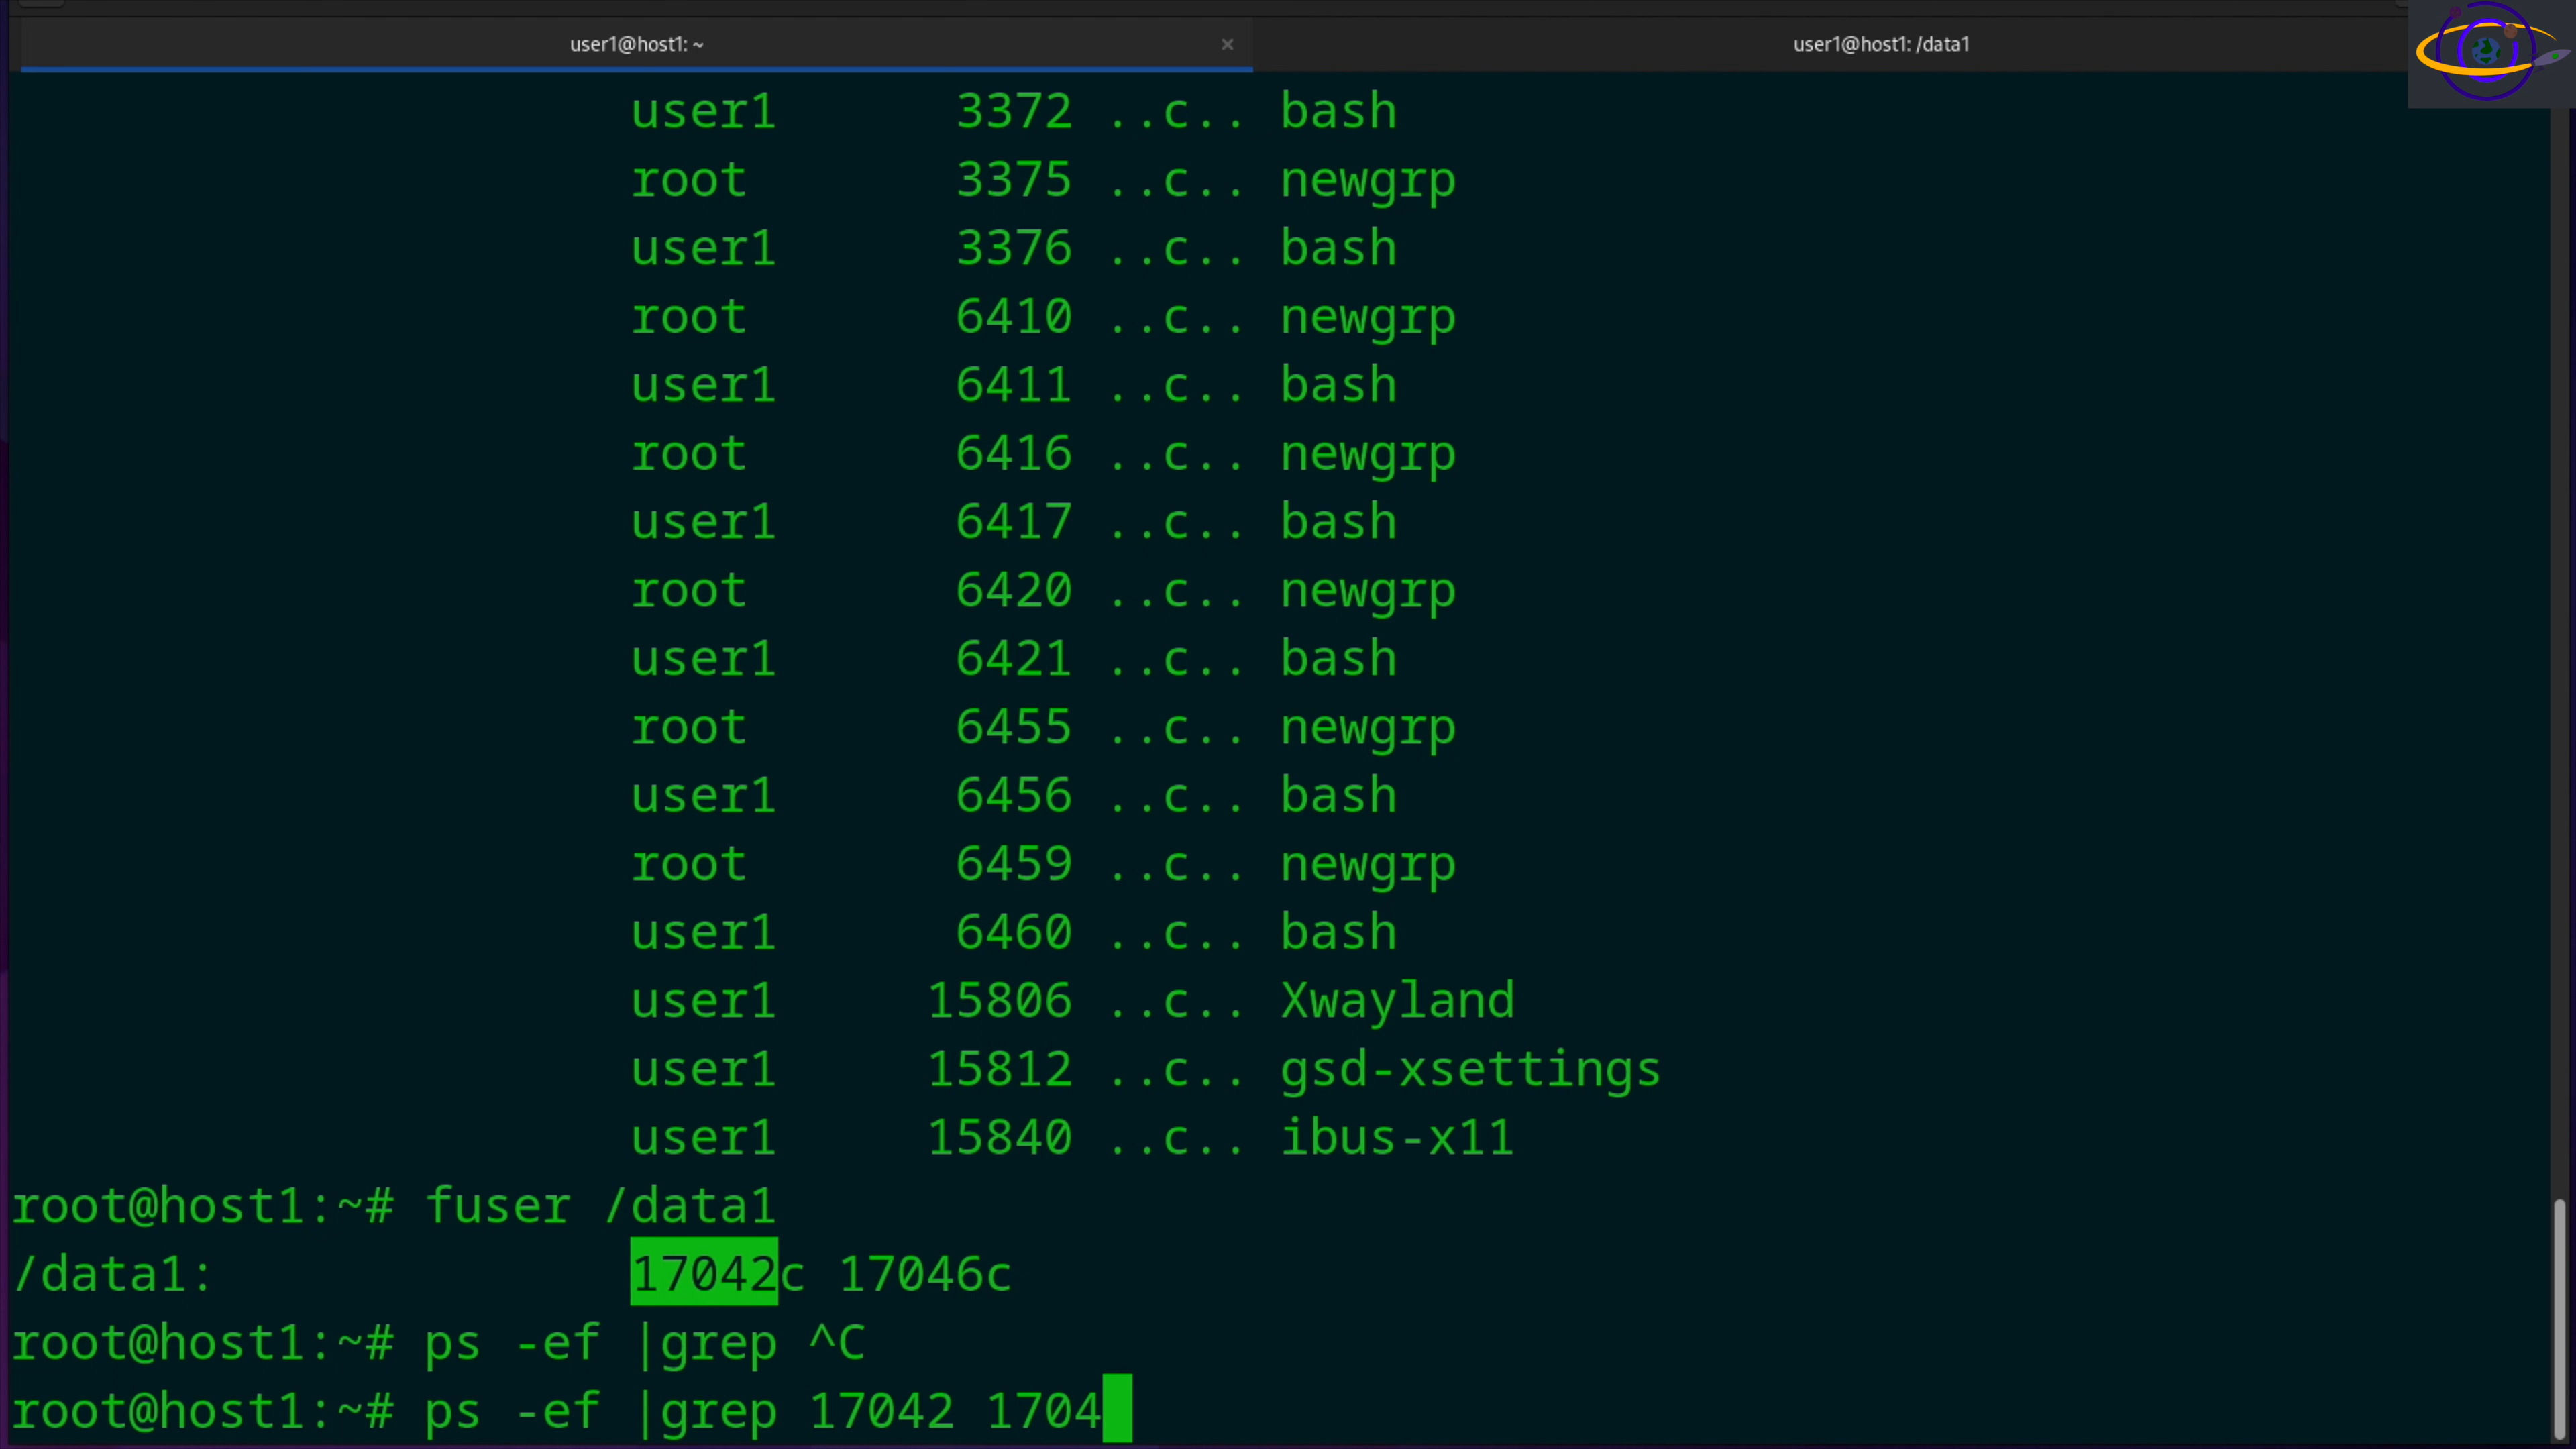 user1@host1: ~ × user1@host1: /data1
user1 3372 ..c.. bash
root 3375 ..c.. newgrp
user1 3376 ..c.. bash
root 6410 ..c.. newgrp
user1 6411 ..c.. bash
root 6416 ..c.. newgrp
user1 6417 ..c.. bash
root 6420 ..c.. newgrp
user1 6421 ..c.. bash
root 6455 ..c.. newgrp
user1 6456 ..c.. bash
root 6459 ..c.. newgrp
user1 6460 ..c.. bash
user1 15806 ..c.. Xwayland
user1 15812 ..c.. gsd-xsettings
user1 15840 ..c.. ibus-x11
root@host1:~# fuser /data1
/data1: 17042c 17046c
root@host1:~# ps -ef |grep ^C
root@host1:~# ps -ef |grep 17042 1704